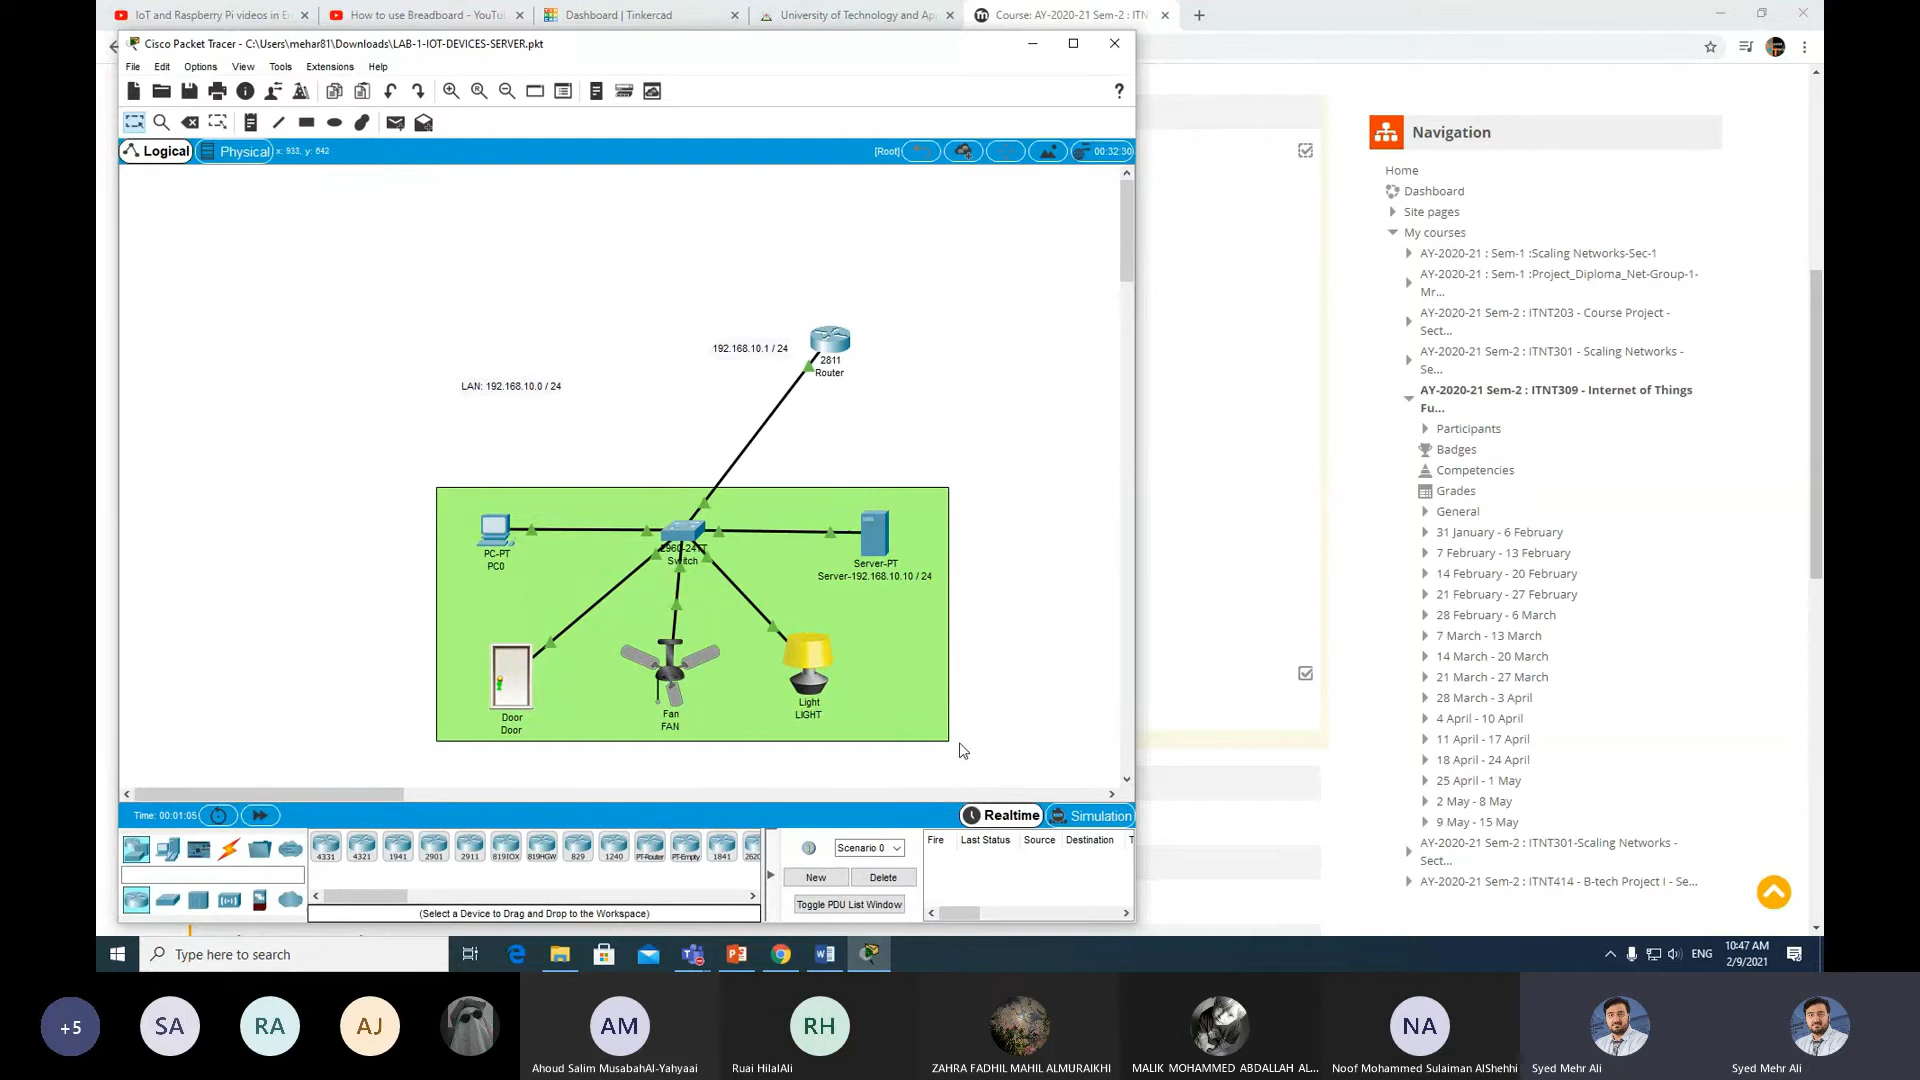 IoT and Raspberry Pi videos in E
How to use Breadboard - YouTu
Dashboard | Tinkercad
University of Technology and Ap
Course: AY-2020-21 Sem-2 : ITN
Cisco Packet Tracer - C:\Users\mehar81\Downloads\LAB-1-IOT-DEVICES-SERVER.pkt
File Edit Options View Tools Extensions Help
Logical
Physical
x: 933, y: 642
[Root]
00:32:30
192.168.10.1 / 24
2811
Router
LAN: 192.168.10.0 / 24
PC-PT
PC0
2960-24TT
Switch
Server-PT
Server-192.168.10.10 / 24
Door
Door
Fan
FAN
Light
LIGHT
Time: 00:01:05
Realtime
Simulation
4331 4321 1941 2901 2911 819IOX 819HGW 829 1240 PT-Router PT-Empty 1841 2620
(Select a Device to Drag and Drop to the Workspace)
Scenario 0
New
Delete
Toggle PDU List Window
Fire Last Status Source Destination T
Navigation
Home
Dashboard
Site pages
My courses
AY-2020-21 : Sem-1 :Scaling Networks-Sec-1
AY-2020-21 : Sem-1 :Project_Diploma_Net-Group-1-
Mr...
AY-2020-21 Sem-2 : ITNT203 - Course Project -
Sect...
AY-2020-21 Sem-2 : ITNT301 - Scaling Networks -
Se...
AY-2020-21 Sem-2 : ITNT309 - Internet of Things
Fu...
Participants
Badges
Competencies
Grades
General
31 January - 6 February
7 February - 13 February
14 February - 20 February
21 February - 27 February
28 February - 6 March
7 March - 13 March
14 March - 20 March
21 March - 27 March
28 March - 3 April
4 April - 10 April
11 April - 17 April
18 April - 24 April
25 April - 1 May
2 May - 8 May
9 May - 15 May
AY-2020-21 Sem-2 : ITNT301-Scaling Networks -
Sect...
AY-2020-21 Sem-2 : ITNT414 - B-tech Project I - Se...
Type here to search
ENG
10:47 AM
2/9/2021
+5
SA
RA
AJ
AM
RH
NA
Ahoud Salim MusabahAl-Yahyaai
Ruai HilalAli
ZAHRA FADHIL MAHIL ALMURAIKHI
MALIK MOHAMMED ABDALLAH AL...
Noof Mohammed Sulaiman AlShehhi
Syed Mehr Ali
Syed Mehr Ali